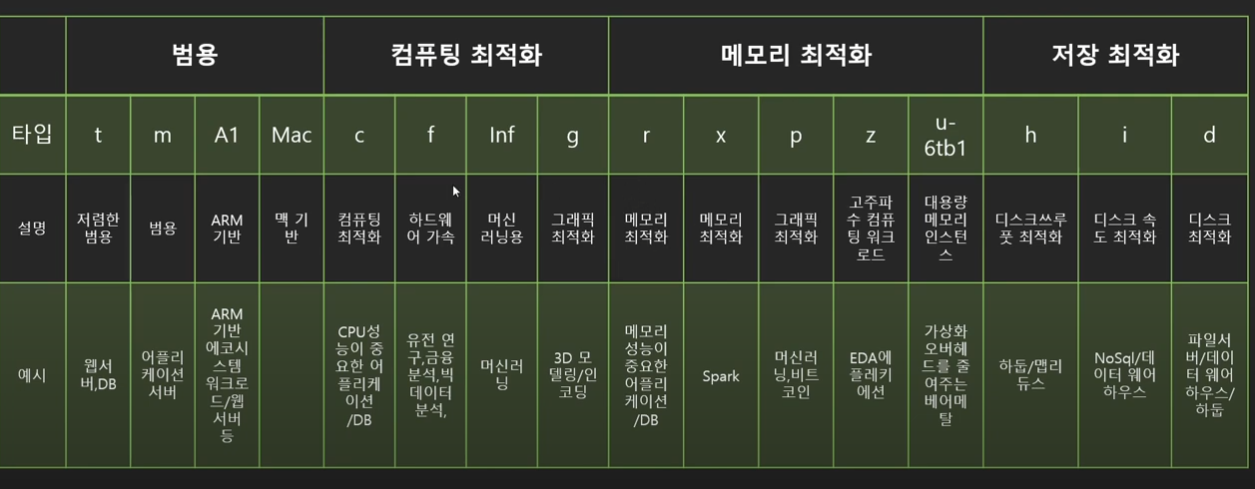 범용 컴퓨팅 최적화 메모리 최적화 저장 최적화
타입 t m A1 Mac c f Inf g r x p z u-6tb1 h i d
설명
저렴한
범용
범용
ARM
기반
맥 기
반
컴퓨팅
최적화
하드웨
어 가속
머신
러닝용
그래픽
최적화
메모리
최적화
메모리
최적화
그래픽
최적화
고주파
수 컴퓨
팅 워크
로드
대용량
메모리
인스턴
스
디스크쓰루
풋 최적화
디스크 속
도 최적화
디스크
최적화
예시
웹서
버,DB
어플리
케이션
서버
ARM
기반
에코시
스템
워크로
드/웹
서버
등
CPU성
능이 중
요한 어
플리케
이션
/DB
유전 연
구,금융
분석,빅
데이터
분석,
머신러
닝
3D 모
델링/인
코딩
메모리
성능이
중요한
어플리
케이션
/DB
Spark
머신러
닝,비트
코인
EDA에
플레키
에션
가상화
오버헤
드를 줄
여주는
베어메
탈
하둡/맵리
듀스
NoSql/데
이터 웨어
하우스
파일서
버/데이
터 웨어
하우스/
하둡